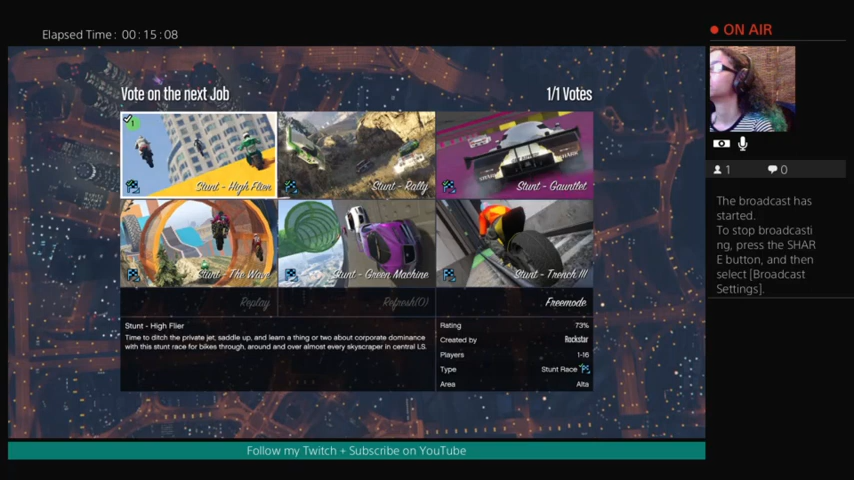 Elapsed Time : 00:15:08
ON AIR
Vote on the next Job
1/1 Votes
1
Stunt - High Flier
Stunt - Rally
SHARK
Stunt - Gauntlet
Stunt - The Wave
Stunt - Green Machine
Stunt - Trench III
Replay
Refresh(0)
Freemode
Stunt - High Flier
Time to ditch the private jet, saddle up, and learn a thing or two about corporate dominance
with this stunt race for bikes through, around and over almost every skyscraper in central LS.
Rating 73%
Created by Rockstar
Players 1-16
Type Stunt Race
Area Alta
1 0
The broadcast has
started.
To stop broadcasti
ng, press the SHAR
E button, and then
select [Broadcast
Settings].
Follow my Twitch + Subscribe on YouTube